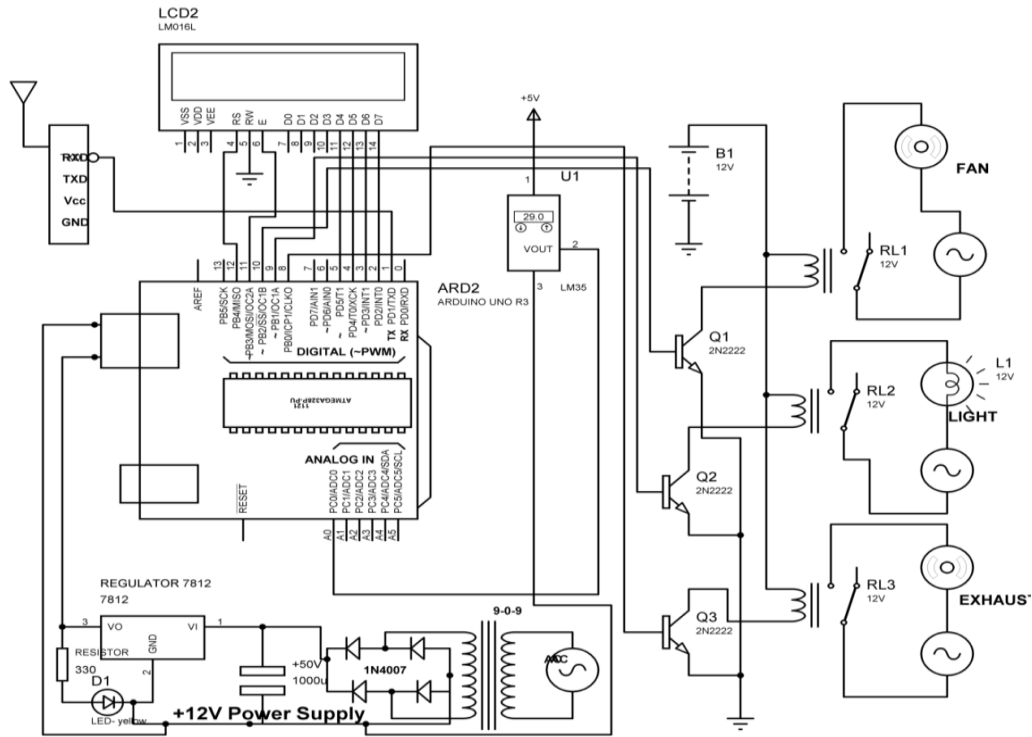 LCD2
LM016L
VSS
VDD
VEE
RS
RW
E
D0
D1
D2
D3
D4
D5
D6
D7
1
2
3
4
5
6
7
8
9
10
11
12
13
14
RXD
TXD
Vcc
GND
+5V
1
U1
29.0
VOUT
2
3
LM35
B1
12V
FAN
RL1
12V
ARD2
ARDUINO UNO R3
AREF
13
12
11
10
9
8
7
6
5
4
3
2
1
0
PB5/SCK
PB4/MISO
~PB3/MOSI/OC2A
~PB2/SS/OC1B
~PB1/OC1A
PB0/ICP1/CLKO
PD7/AIN1
~PD6/AIN0
~PD5/T1
PD4/T0/XCK
~PD3/INT1
PD2/INT0
TX PD1/TXD
RX PD0/RXD
DIGITAL (~PWM)
1121
ATMEGA328P-PU
ANALOG IN
RESET
PC0/ADC0
PC1/ADC1
PC2/ADC2
PC3/ADC3
PC4/ADC4/SDA
PC5/ADC5/SCL
A0
A1
A2
A3
A4
A5
Q1
2N2222
RL2
12V
L1
12V
LIGHT
Q2
2N2222
RL3
12V
EXHAUST
Q3
2N2222
REGULATOR 7812
7812
3
VO
VI
1
GND
2
RESISTOR
330
D1
LED- yellow
+50V
1000u
1N4007
9-0-9
+12V Power Supply